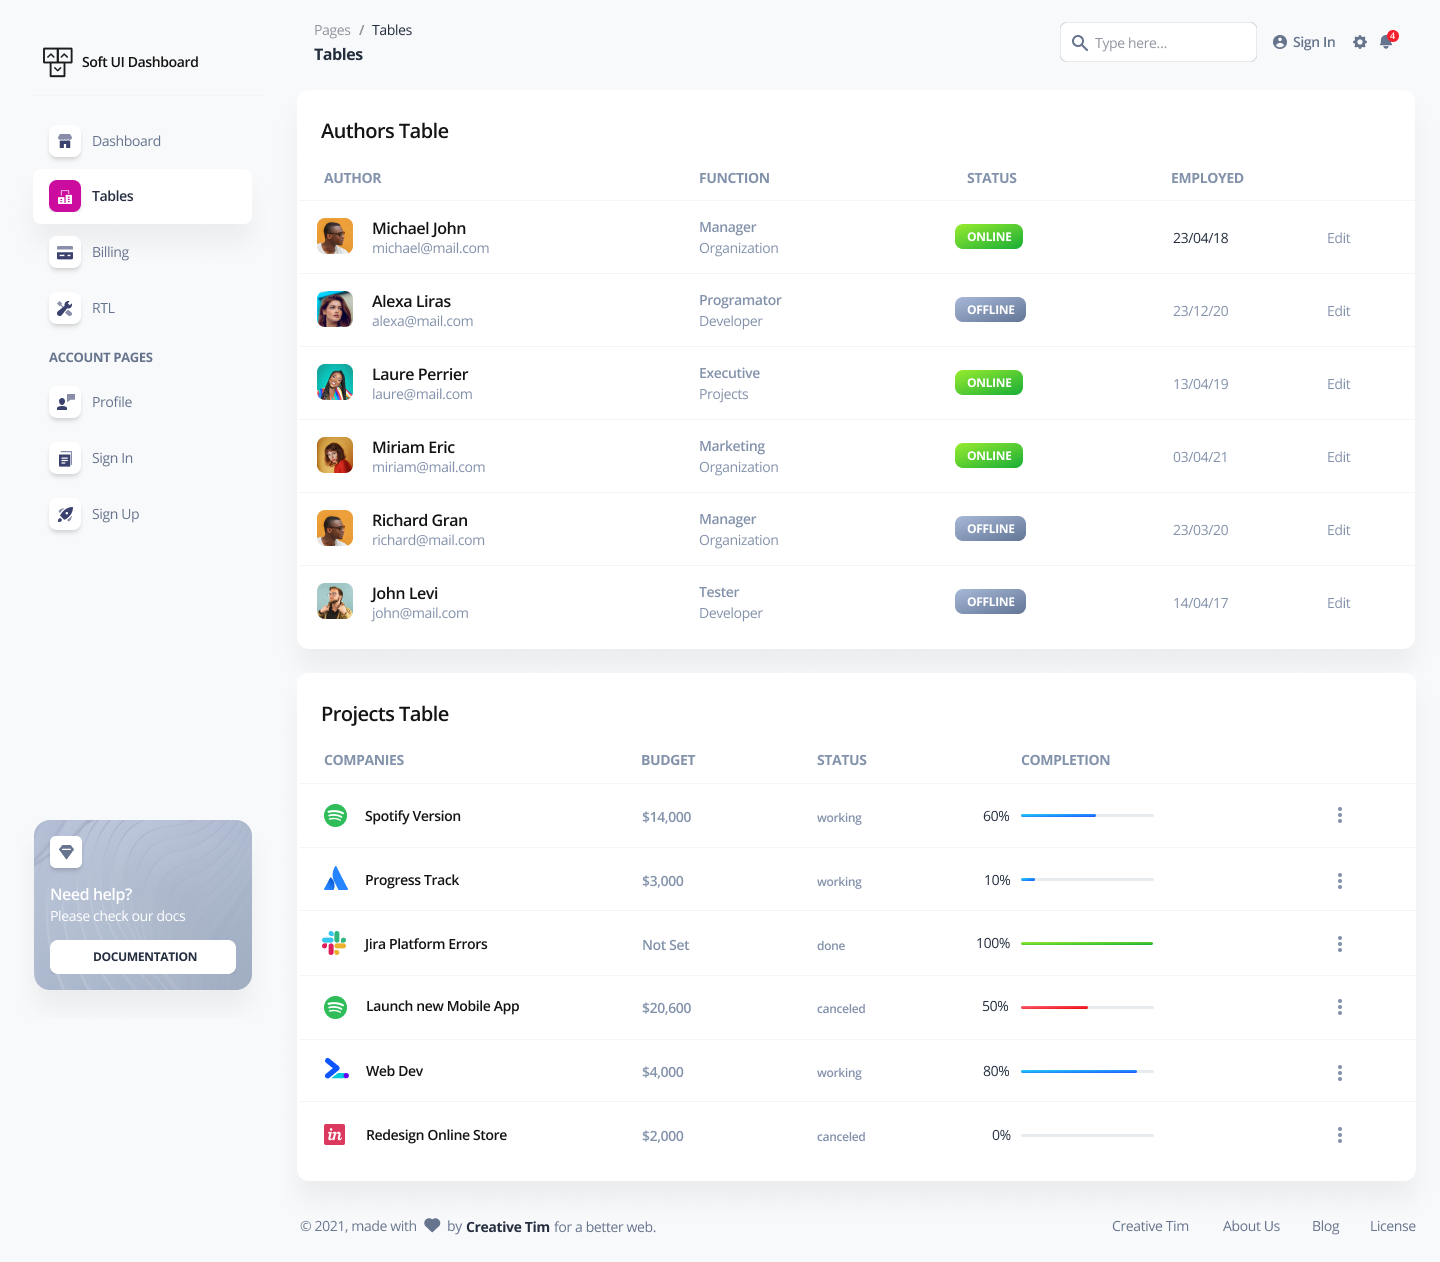 Soft UI Dashboard
Dashboard
Tables
Billing
RTL
ACCOUNT PAGES
Profile
Sign In
Sign Up
Need help?
Please check our docs
DOCUMENTATION
Pages / Tables
Tables
Type here...
Sign In
4
Authors Table
AUTHOR FUNCTION STATUS EMPLOYED
Michael John Manager ONLINE 23/04/18 Edit
michael@mail.com Organization
Alexa Liras Programator OFFLINE 23/12/20 Edit
alexa@mail.com Developer
Laure Perrier Executive ONLINE 13/04/19 Edit
laure@mail.com Projects
Miriam Eric Marketing ONLINE 03/04/21 Edit
miriam@mail.com Organization
Richard Gran Manager OFFLINE 23/03/20 Edit
richard@mail.com Organization
John Levi Tester OFFLINE 14/04/17 Edit
john@mail.com Developer
Projects Table
COMPANIES BUDGET STATUS COMPLETION
Spotify Version $14,000 working 60%
Progress Track $3,000 working 10%
Jira Platform Errors Not Set done 100%
Launch new Mobile App $20,600 canceled 50%
Web Dev $4,000 working 80%
in Redesign Online Store $2,000 canceled 0%
© 2021, made with by Creative Tim for a better web.
Creative Tim About Us Blog License